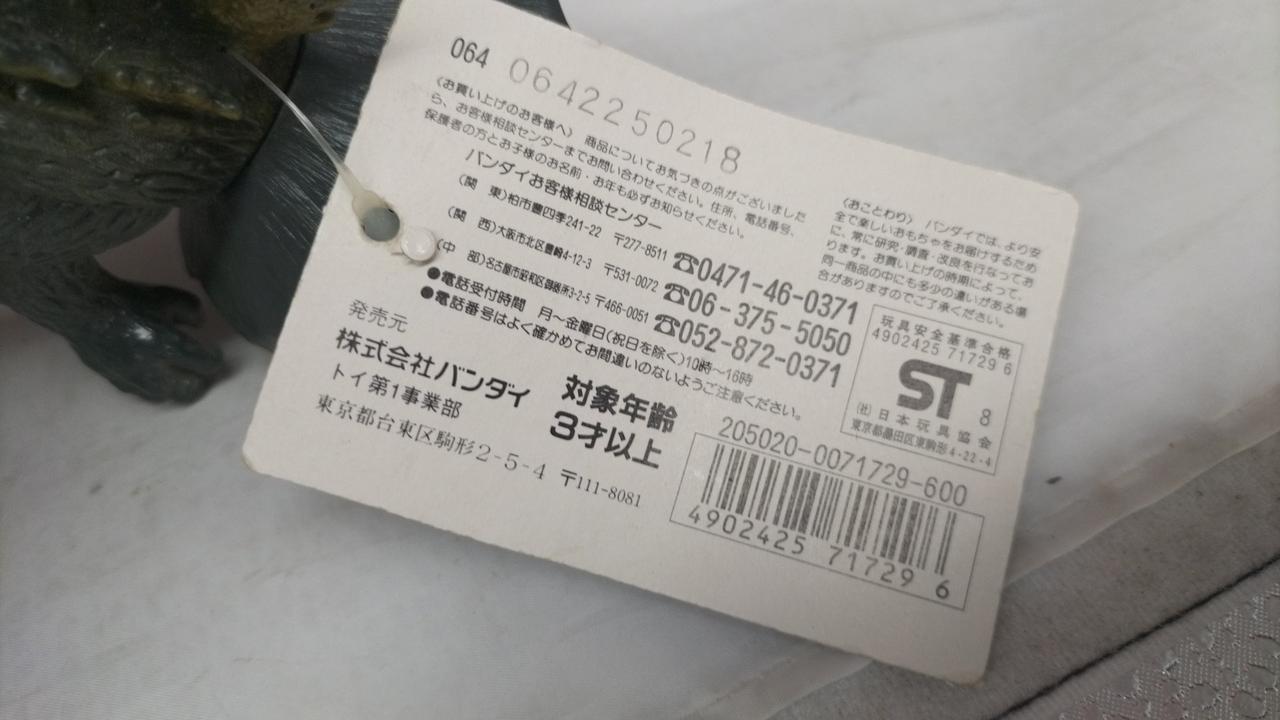 064 0642250218
〈お買い上げのお客様へ〉 商品についてお気づきの点がございました
ら、お客様相談センターまでお問い合わせください。住所、電話番号、
保護者の方とお子様のお名前・お年も必ずお知らせください。
バンダイお客様相談センター
(関 東)柏市豊四季241-22 〒277-8511 ☎0471-46-0371
(関 西)大阪市北区豊崎4-12-3 〒531-0072 ☎06-375-5050
(中 部)名古屋市昭和区御器所3-2-5 〒466-0051 ☎052-872-0371
●電話受付時間 月～金曜日(祝日を除く)10時～16時
●電話番号はよく確かめてお間違いのないようご注意ください。
発売元
株式会社バンダイ
トイ第1事業部
東京都台東区駒形2-5-4 〒111-8081
対象年齢
3才以上
〈おことわり〉 バンダイでは、より安
全で楽しいおもちゃをお届けするため
に、常に研究・調査・改良を行なってお
ります。お買い上げの時期によって、
同一商品の中にも多少の違いがある場
合がありますのでご了承ください。
玩具安全基準合格
4902425 71729 6
ST 8
(社)日本玩具協会
東京都墨田区東駒形4-22-4
205020-0071729-600
4902425 71729 6